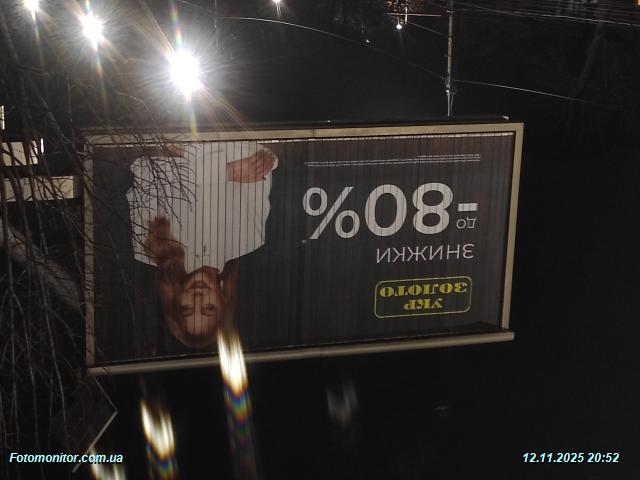 УКР
ЗОЛОТО
ЗНИЖКИ
ДО
-80%
Fotomonitor.com.ua
12.11.2025 20:52